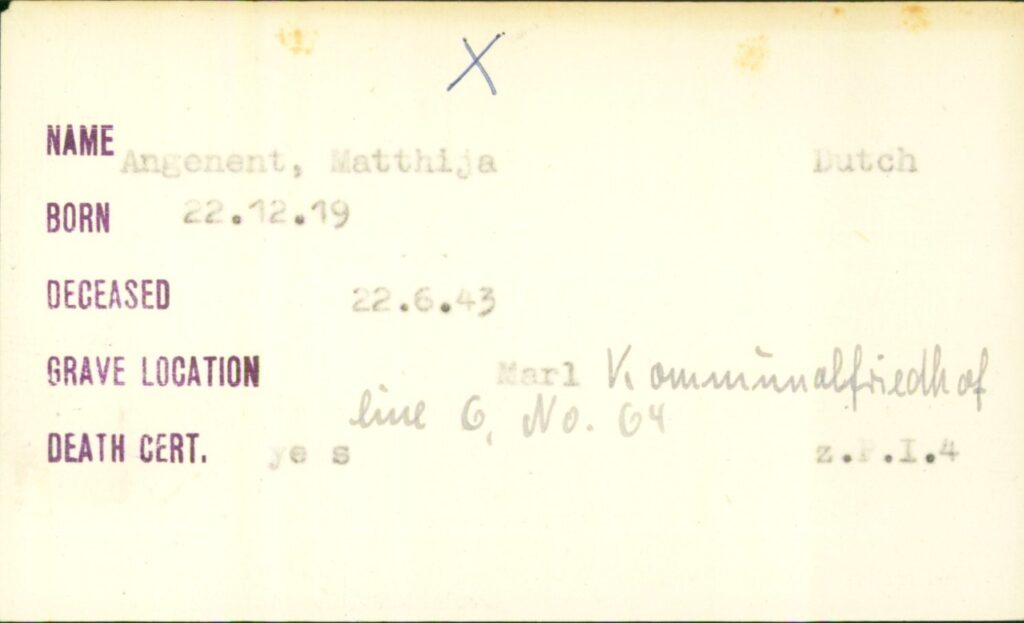 X
NAME Angenent, Matthija Dutch
BORN 22.12.19
DECEASED 22.6.43
GRAVE LOCATION Marl Kommunalfriedhof
line 6, No. 64
DEATH CERT. yes z.P.I.4